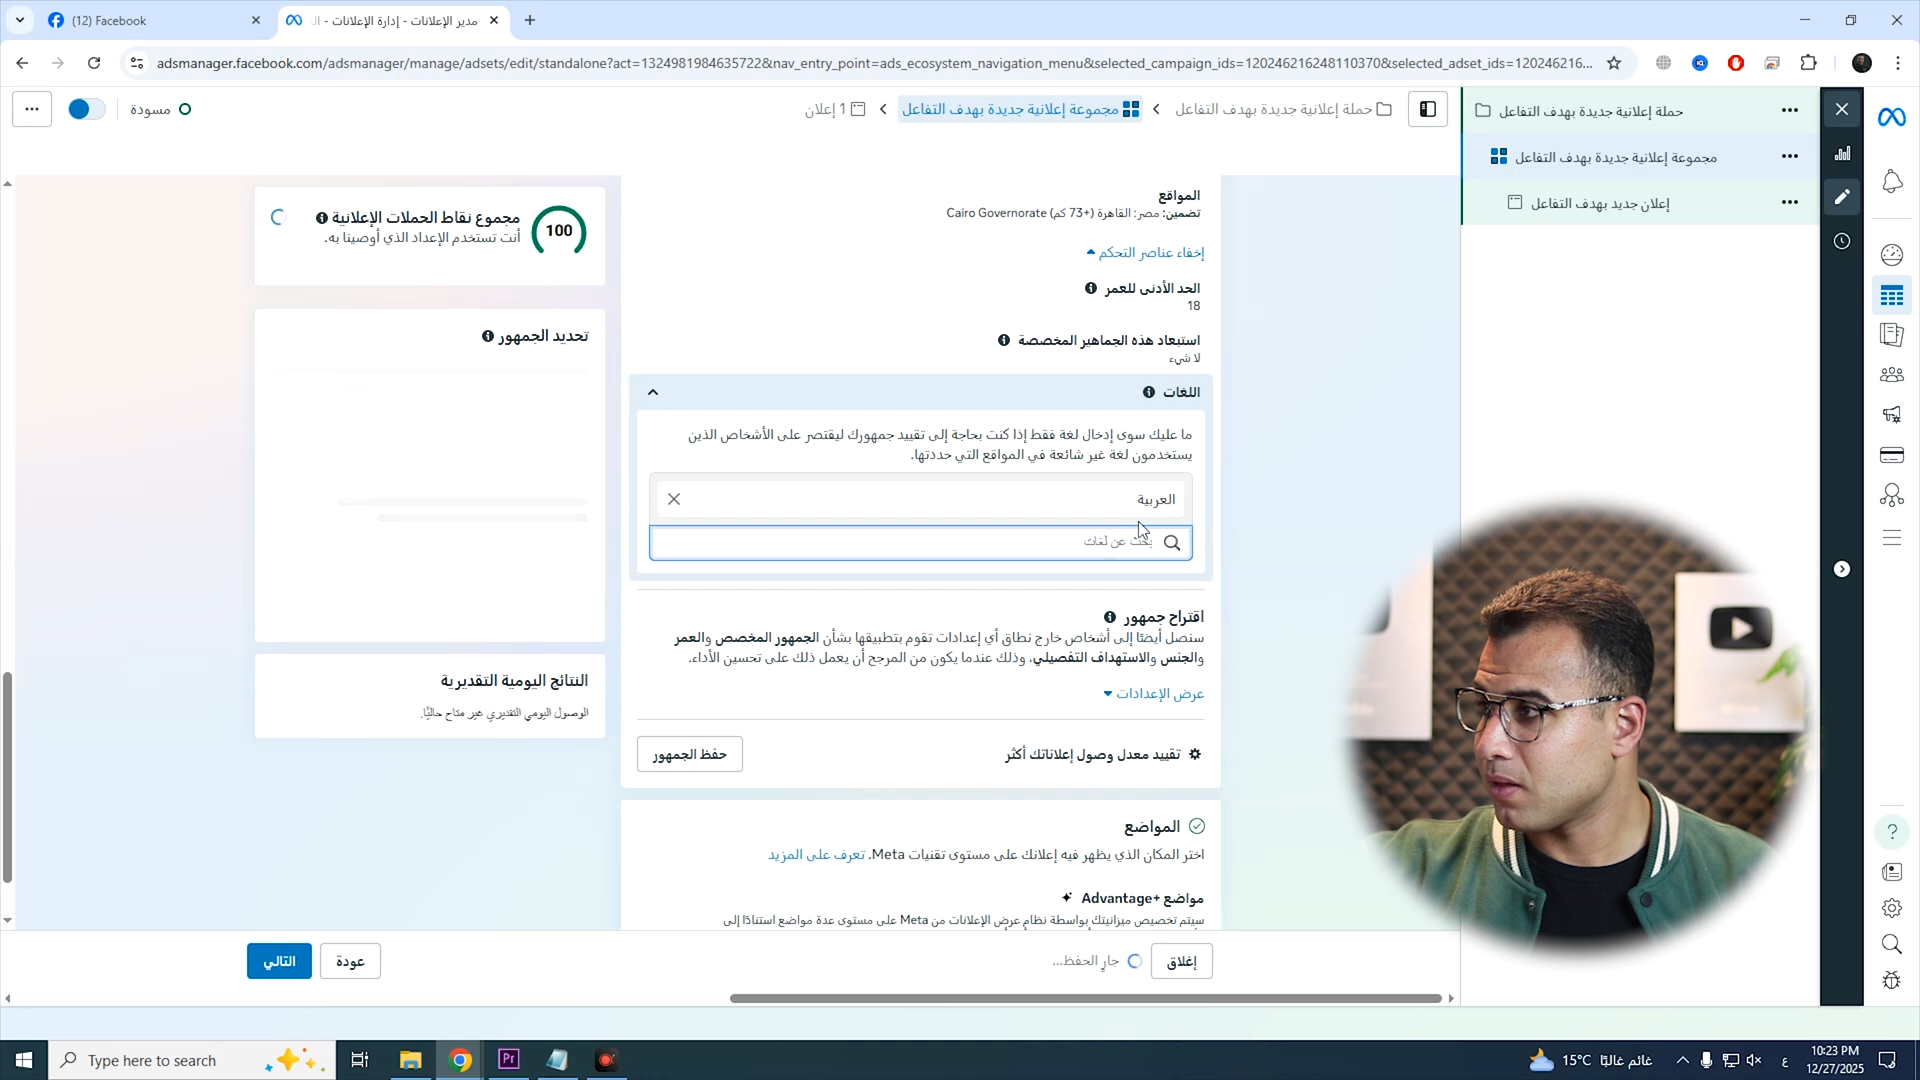 (12) Facebook
مدير الإعلانات - إدارة الإعلانات - الـ
adsmanager.facebook.com/adsmanager/manage/adsets/edit/standalone?act=1324981984635722&nav_entry_point=ads_ecosystem_navigation_menu&selected_campaign_ids=120246216248110370&selected_adset_ids=120246216...
حملة إعلانية جديدة بهدف التفاعل
مجموعة إعلانية جديدة بهدف التفاعل
1 إعلان
مسودة
حملة إعلانية جديدة بهدف التفاعل
مجموعة إعلانية جديدة بهدف التفاعل
إعلان جديد بهدف التفاعل
المواقع
تضمين: مصر: القاهرة (+73 كم) Cairo Governorate
إخفاء عناصر التحكم
الحد الأدنى للعمر
18
استبعاد هذه الجماهير المخصصة
لا شيء
اللغات
ما عليك سوى إدخال لغة فقط إذا كنت بحاجة إلى تقييد جمهورك ليقتصر على الأشخاص الذين
يستخدمون لغة غير شائعة في المواقع التي حددتها.
العربية
بحث عن لغات
اقتراح جمهور
سنصل أيضًا إلى أشخاص خارج نطاق أي إعدادات تقوم بتطبيقها بشأن الجمهور المخصص والعمر
والجنس والاستهداف التفصيلي، وذلك عندما يكون من المرجح أن يعمل ذلك على تحسين الأداء.
عرض الإعدادات
تقييد معدل وصول إعلاناتك أكثر
حفظ الجمهور
المواضع
اختر المكان الذي يظهر فيه إعلانك على مستوى تقنيات Meta. تعرف على المزيد
مواضع Advantage+
سيتم تخصيص ميزانيتك بواسطة نظام عرض الإعلانات من Meta على مستوى عدة مواضع استنادًا إلى
مجموع نقاط الحملات الإعلانية
100
أنت تستخدم الإعداد الذي أوصينا به.
تحديد الجمهور
النتائج اليومية التقديرية
الوصول اليومي التقديري غير متاح حاليًا.
إغلاق
جارٍ الحفظ...
عودة
التالي
Type here to search
Pr
15°C غائم غالبًا
ع
10:23 PM
12/27/2025